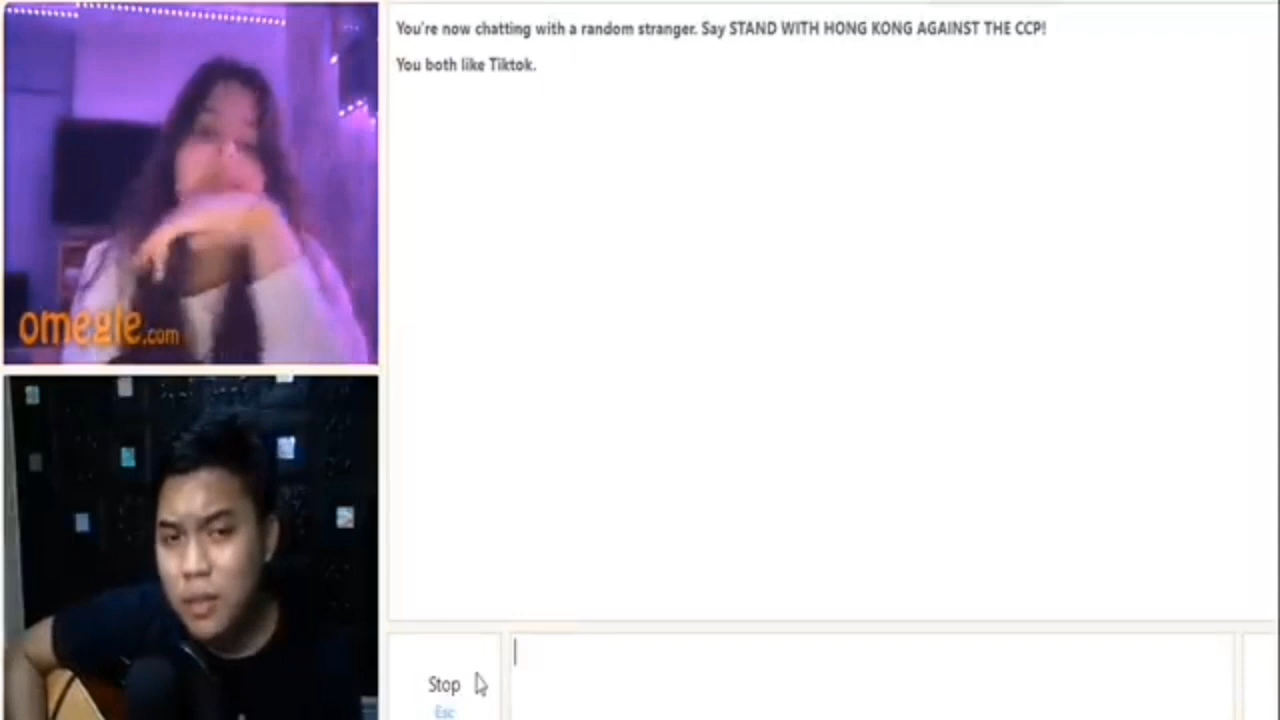 You're now chatting with a random stranger. Say STAND WITH HONG KONG AGAINST THE CCP!
You both like Tiktok.
omegle.com
Stop
Esc